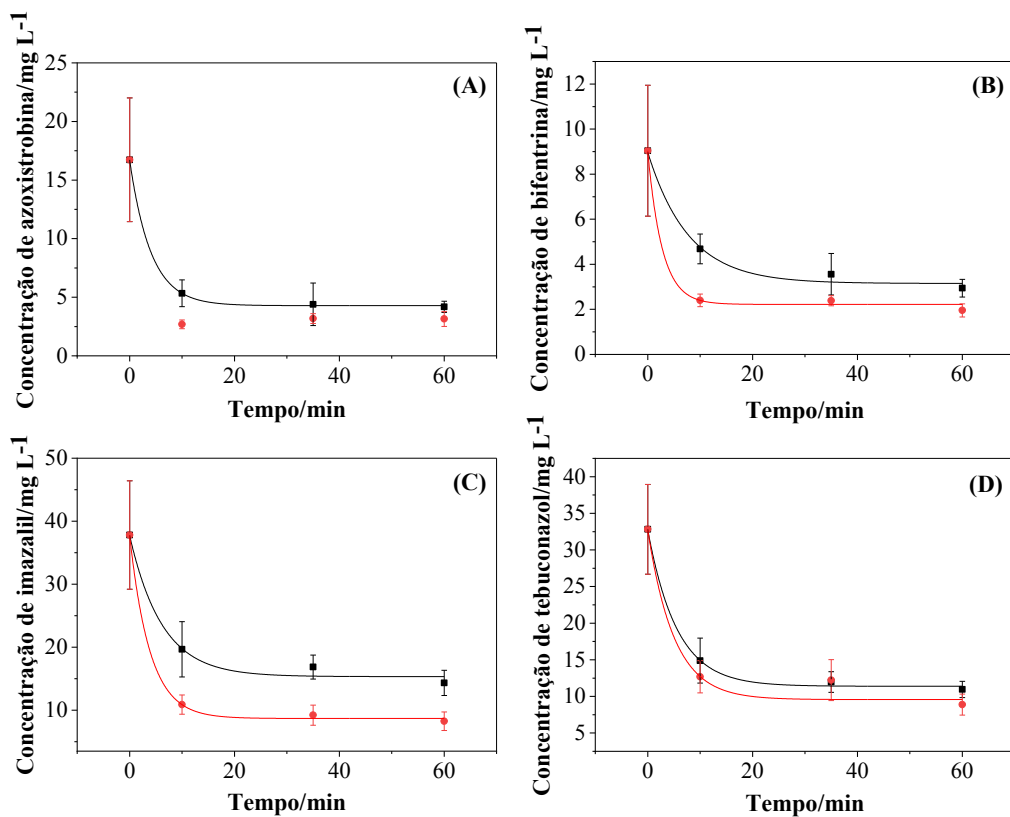 (A)
Concentração de azoxistrobina/mg L-1
25
20
15
10
5
0
0 20 40 60
Tempo/min
(B)
Concentração de bifentrina/mg L-1
12
10
8
6
4
2
0
0 20 40 60
Tempo/min
(C)
Concentração de imazalil/mg L-1
50
40
30
20
10
0 20 40 60
Tempo/min
(D)
Concentração de tebuconazol/mg L-1
40
35
30
25
20
15
10
5
0 20 40 60
Tempo/min